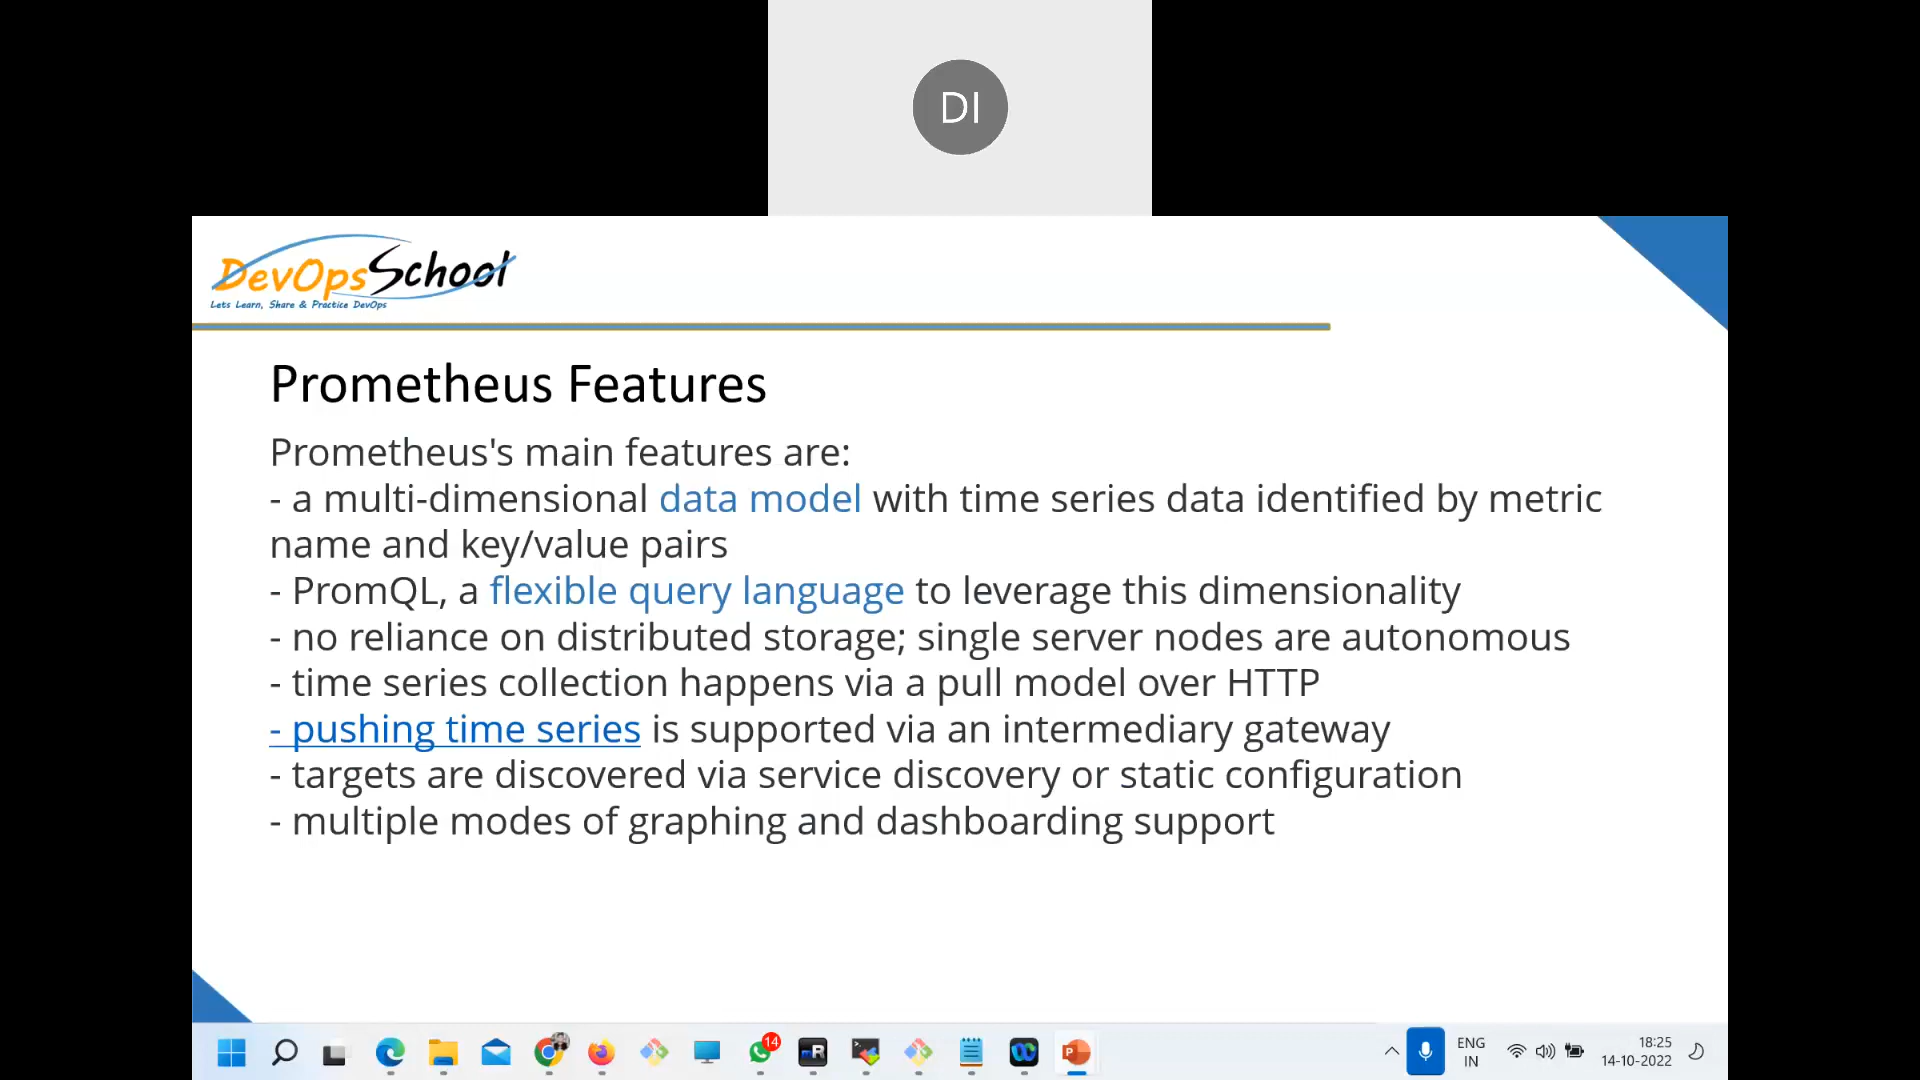 DI
DevOpsSchool
Lets Learn, Share & Practice DevOps
Prometheus Features
Prometheus's main features are:
- a multi-dimensional data model with time series data identified by metric
name and key/value pairs
- PromQL, a flexible query language to leverage this dimensionality
- no reliance on distributed storage; single server nodes are autonomous
- time series collection happens via a pull model over HTTP
- pushing time series is supported via an intermediary gateway
- targets are discovered via service discovery or static configuration
- multiple modes of graphing and dashboarding support
14
R
P
ENG
IN
18:25
14-10-2022